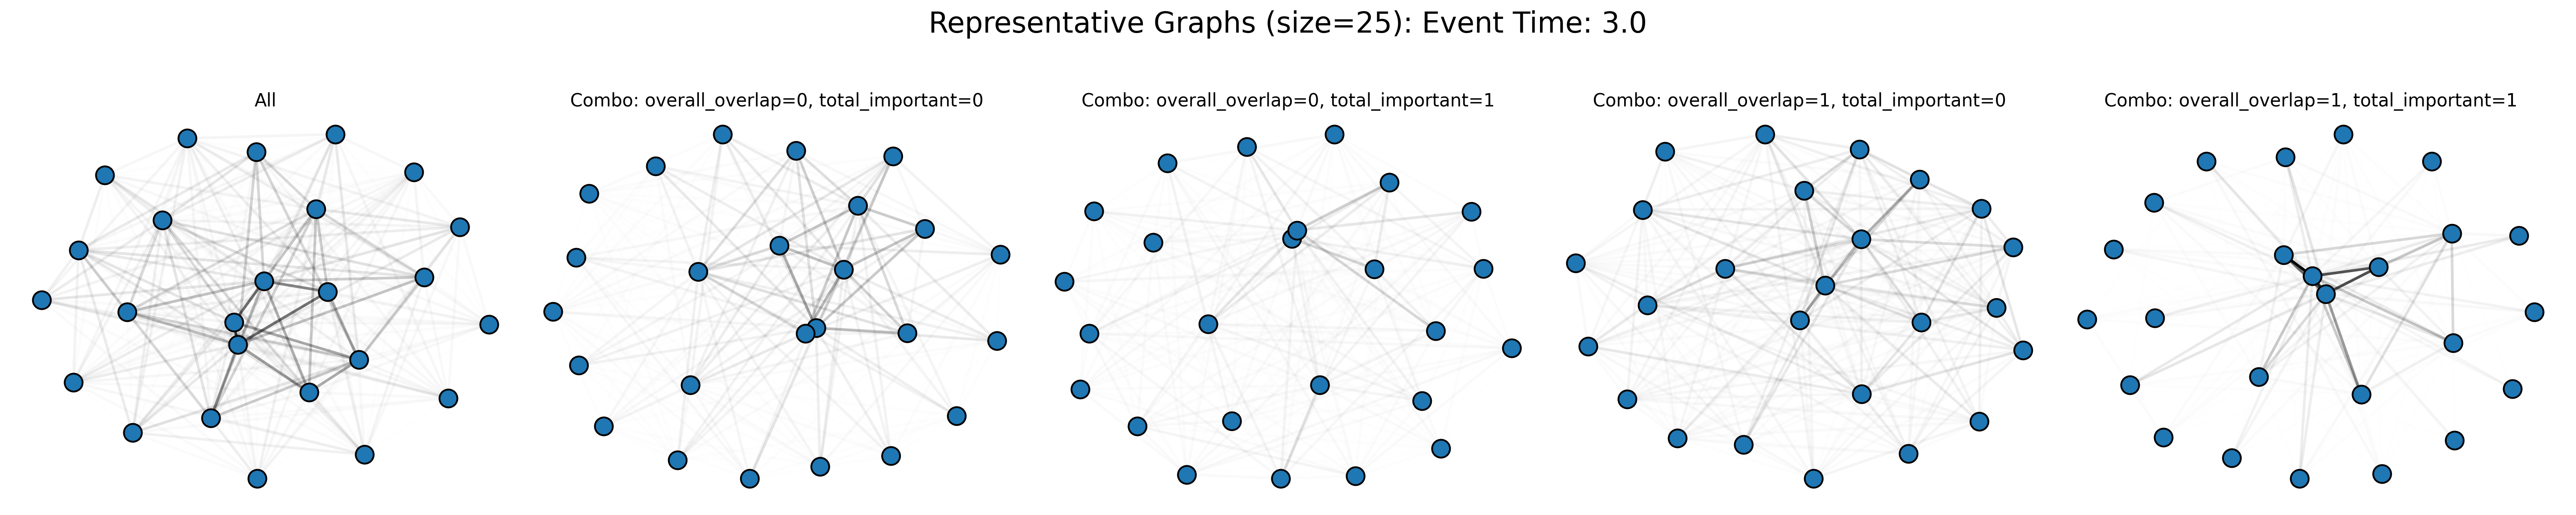 Representative Graphs (size=25): Event Time: 3.0
All
Combo: overall_overlap=0, total_important=0
Combo: overall_overlap=0, total_important=1
Combo: overall_overlap=1, total_important=0
Combo: overall_overlap=1, total_important=1